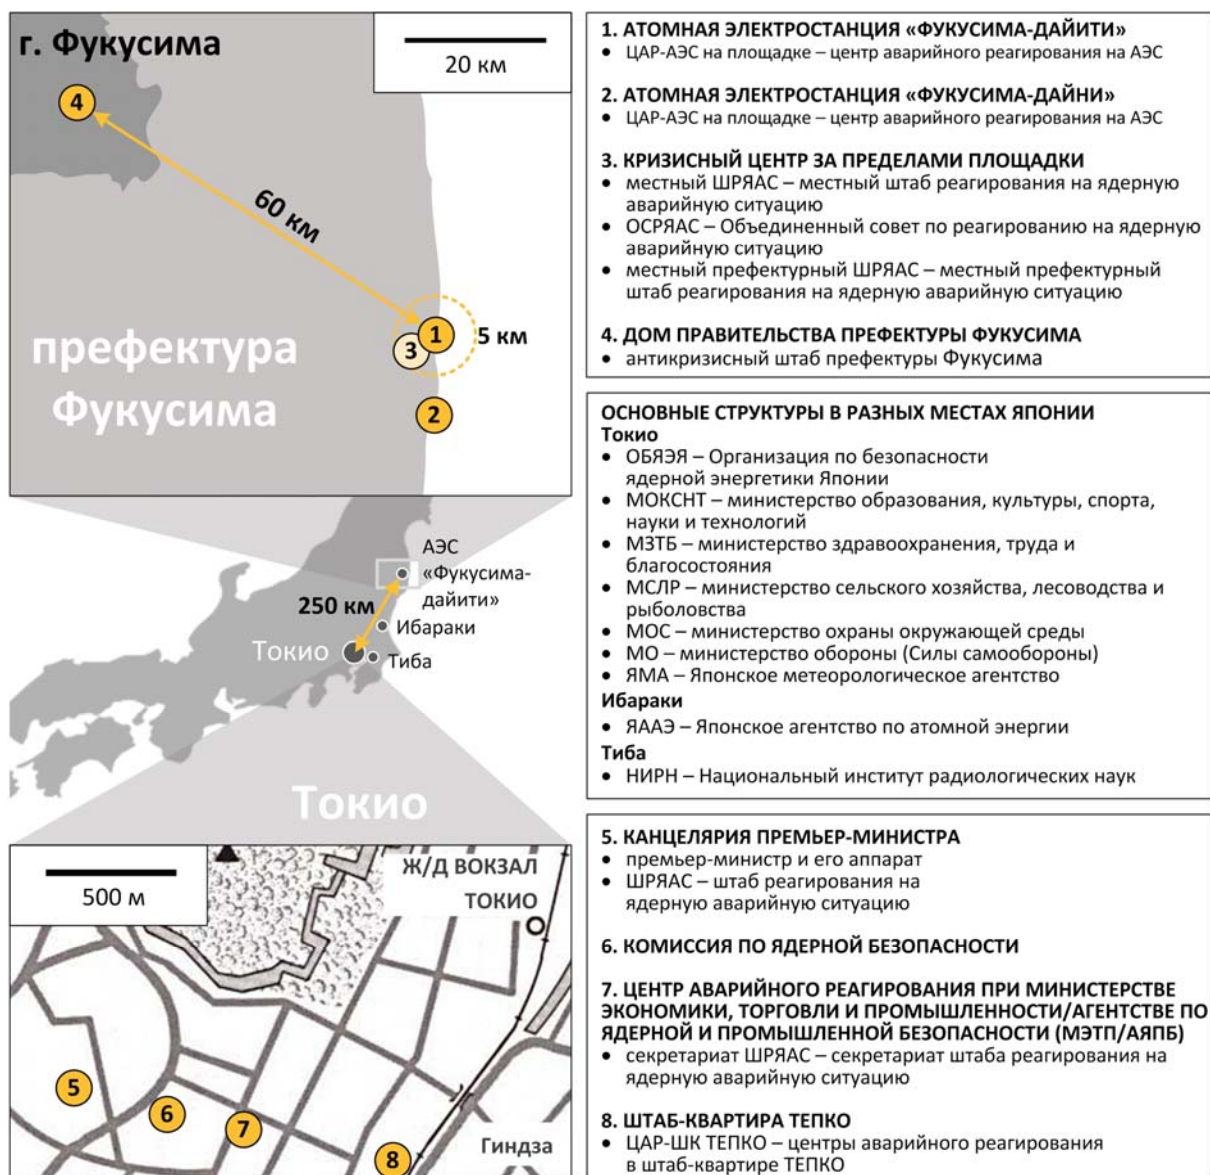 г. Фукусима
20 км
4
60 км
1
5 км
3
префектура
Фукусима
2
АЭС
«Фукусима-
дайити»
250 км
Ибараки
Токио
Тиба
Токио
500 м
Ж/Д ВОКЗАЛ
ТОКИО
5
6
7
8
Гиндза
1. АТОМНАЯ ЭЛЕКТРОСТАНЦИЯ «ФУКУСИМА-ДАЙИТИ»
• ЦАР-АЭС на площадке – центр аварийного реагирования на АЭС
2. АТОМНАЯ ЭЛЕКТРОСТАНЦИЯ «ФУКУСИМА-ДАЙНИ»
• ЦАР-АЭС на площадке – центр аварийного реагирования на АЭС
3. КРИЗИСНЫЙ ЦЕНТР ЗА ПРЕДЕЛАМИ ПЛОЩАДКИ
• местный ШРЯАС – местный штаб реагирования на ядерную
аварийную ситуацию
• ОСРЯАС – Объединенный совет по реагированию на ядерную
аварийную ситуацию
• местный префектурный ШРЯАС – местный префектурный
штаб реагирования на ядерную аварийную ситуацию
4. ДОМ ПРАВИТЕЛЬСТВА ПРЕФЕКТУРЫ ФУКУСИМА
• антикризисный штаб префектуры Фукусима
ОСНОВНЫЕ СТРУКТУРЫ В РАЗНЫХ МЕСТАХ ЯПОНИИ
Токио
• ОБЯЭЯ – Организация по безопасности
ядерной энергетики Японии
• МОКСНТ – министерство образования, культуры, спорта,
науки и технологий
• МЗТБ – министерство здравоохранения, труда и
благосостояния
• МСЛР – министерство сельского хозяйства, лесоводства и
рыболовства
• МОС – министерство охраны окружающей среды
• МО – министерство обороны (Силы самообороны)
• ЯМА – Японское метеорологическое агентство
Ибараки
• ЯААЭ – Японское агентство по атомной энергии
Тиба
• НИРН – Национальный институт радиологических наук
5. КАНЦЕЛЯРИЯ ПРЕМЬЕР-МИНИСТРА
• премьер-министр и его аппарат
• ШРЯАС – штаб реагирования на
ядерную аварийную ситуацию
6. КОМИССИЯ ПО ЯДЕРНОЙ БЕЗОПАСНОСТИ
7. ЦЕНТР АВАРИЙНОГО РЕАГИРОВАНИЯ ПРИ МИНИСТЕРСТВЕ
ЭКОНОМИКИ, ТОРГОВЛИ И ПРОМЫШЛЕННОСТИ/АГЕНТСТВЕ ПО
ЯДЕРНОЙ И ПРОМЫШЛЕННОЙ БЕЗОПАСНОСТИ (МЭТП/АЯПБ)
• секретариат ШРЯАС – секретариат штаба реагирования на
ядерную аварийную ситуацию
8. ШТАБ-КВАРТИРА ТЕПКО
• ЦАР-ШК ТЕПКО – центры аварийного реагирования
в штаб-квартире ТЕПКО